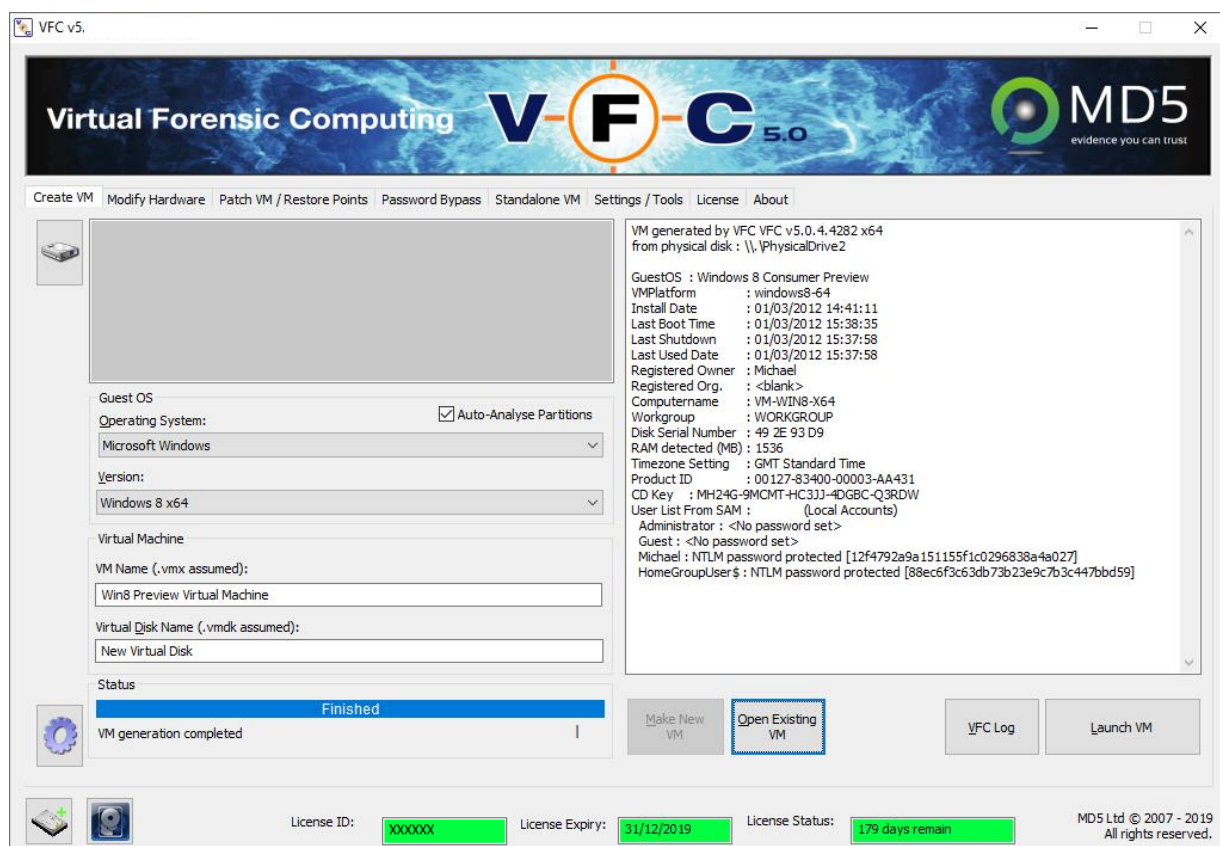 VFC v5.
Virtual Forensic Computing
V-F-C 5.0
MD5
evidence you can trust
Create VM Modify Hardware Patch VM / Restore Points Password Bypass Standalone VM Settings / Tools License About
Guest OS
Operating System:
Auto-Analyse Partitions
Microsoft Windows
Version:
Windows 8 x64
Virtual Machine
VM Name (.vmx assumed):
Win8 Preview Virtual Machine
Virtual Disk Name (.vmdk assumed):
New Virtual Disk
Status
Finished
VM generation completed
VM generated by VFC VFC v5.0.4.4282 x64
from physical disk : \\.\PhysicalDrive2
GuestOS : Windows 8 Consumer Preview
VMPlatform : windows8-64
Install Date : 01/03/2012 14:41:11
Last Boot Time : 01/03/2012 15:38:35
Last Shutdown : 01/03/2012 15:37:58
Last Used Date : 01/03/2012 15:37:58
Registered Owner : Michael
Registered Org. : <blank>
Computername : VM-WIN8-X64
Workgroup : WORKGROUP
Disk Serial Number : 49 2E 93 D9
RAM detected (MB) : 1536
Timezone Setting : GMT Standard Time
Product ID : 00127-83400-00003-AA431
CD Key : MH24G-9MCMT-HC3JJ-4DGBC-Q3RDW
User List From SAM : (Local Accounts)
Administrator : <No password set>
Guest : <No password set>
Michael : NTLM password protected [12f4792a9a151155f1c0296838a4a027]
HomeGroupUser$ : NTLM password protected [88ec6f3c63db73b23e9c7b3c447bbd59]
Make New VM
Open Existing VM
VFC Log
Launch VM
License ID: XXXXXX
License Expiry: 31/12/2019
License Status: 179 days remain
MD5 Ltd © 2007 - 2019
All rights reserved.